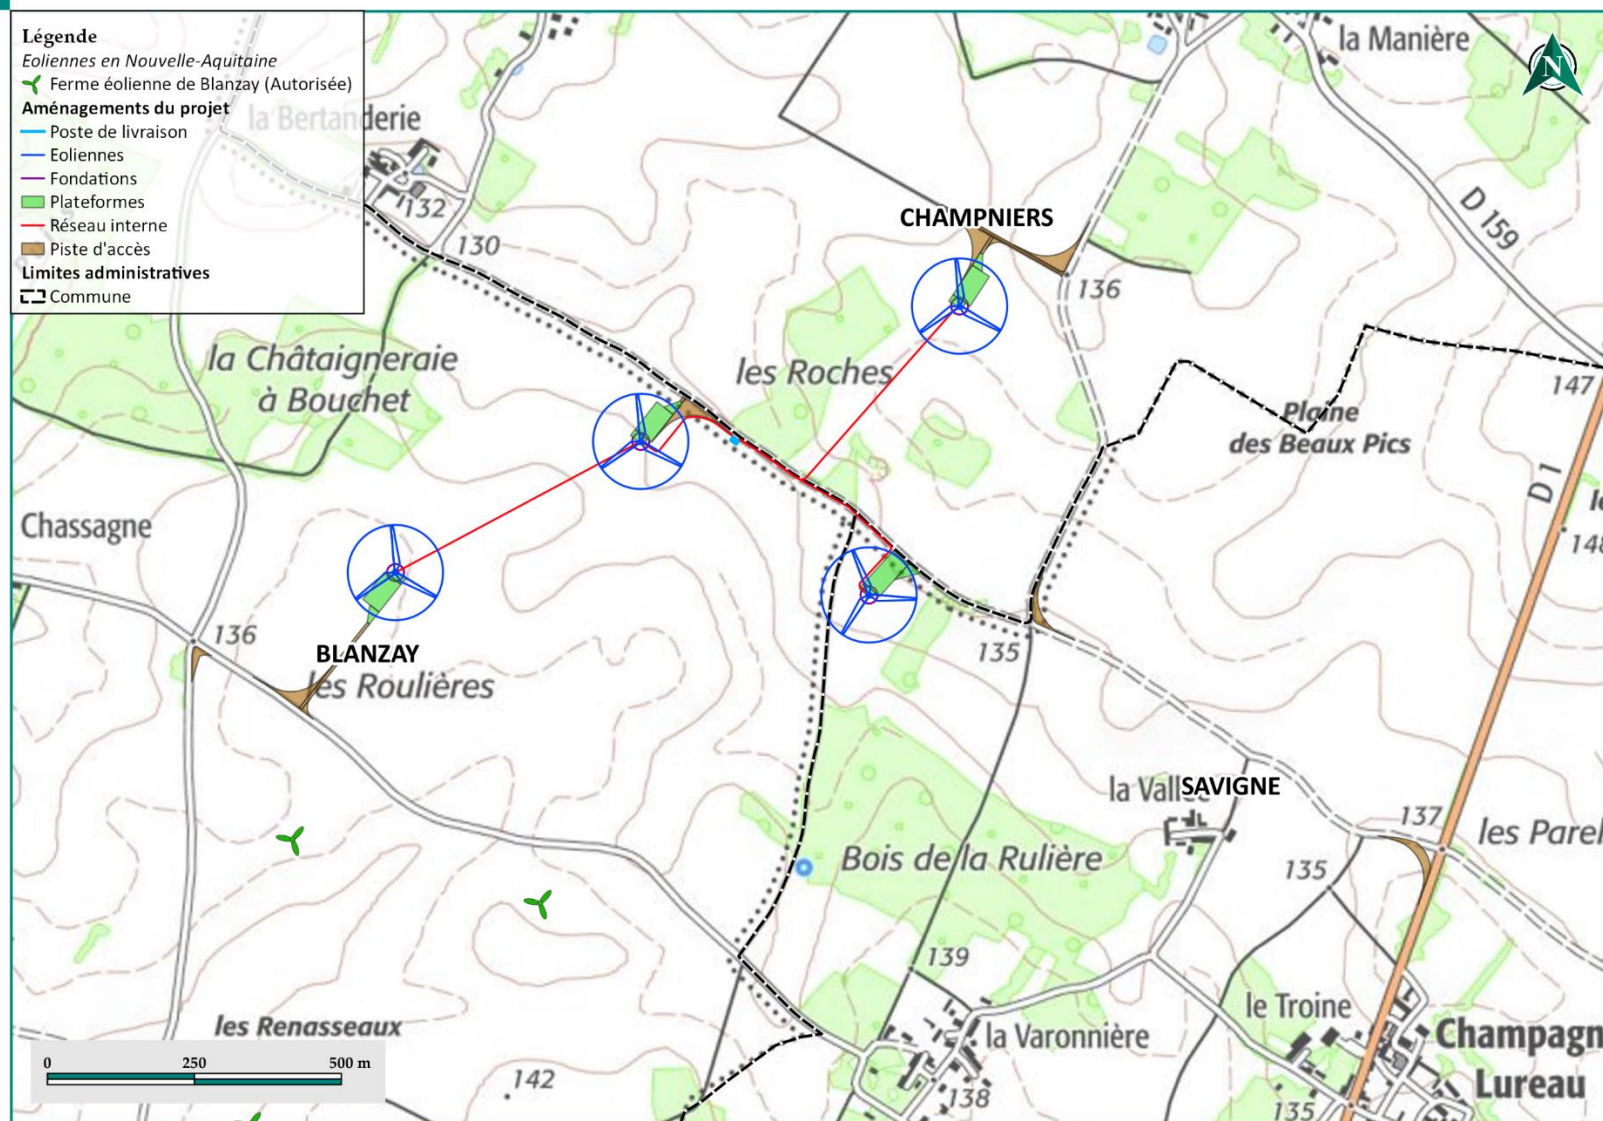 Légende
Eoliennes en Nouvelle-Aquitaine
Ferme éolienne de Blanzay (Autorisée)
Aménagements du projet
Poste de livraison
Eoliennes
Fondations
Plateformes
Réseau interne
Piste d'accès
Limites administratives
Commune
la Manière
N
la Bertanderie
132
130
CHAMPNIERS
D 159
136
la Châtaigneraie
à Bouchet
les Roches
147
Plaine
des Beaux Pics
D 1
Chassagne
148
136
BLANZAY
les Roulières
135
la Vallée
SAVIGNE
137
les Parel
Bois de la Rulière
135
139
le Troine
les Renasseaux
la Varonnière
Champagn
Lureau
0 250 500 m
142
138
135